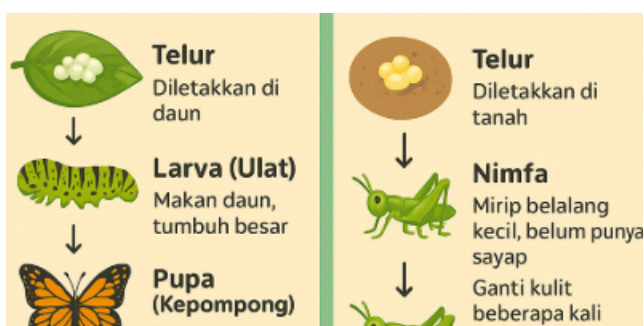 Telur
Diletakkan di
daun
Larva (Ulat)
Makan daun,
tumbuh besar
Pupa
(Kepompong)
Telur
Diletakkan di
tanah
Nimfa
Mirip belalang
kecil, belum punya
sayap
Ganti kulit
beberapa kali